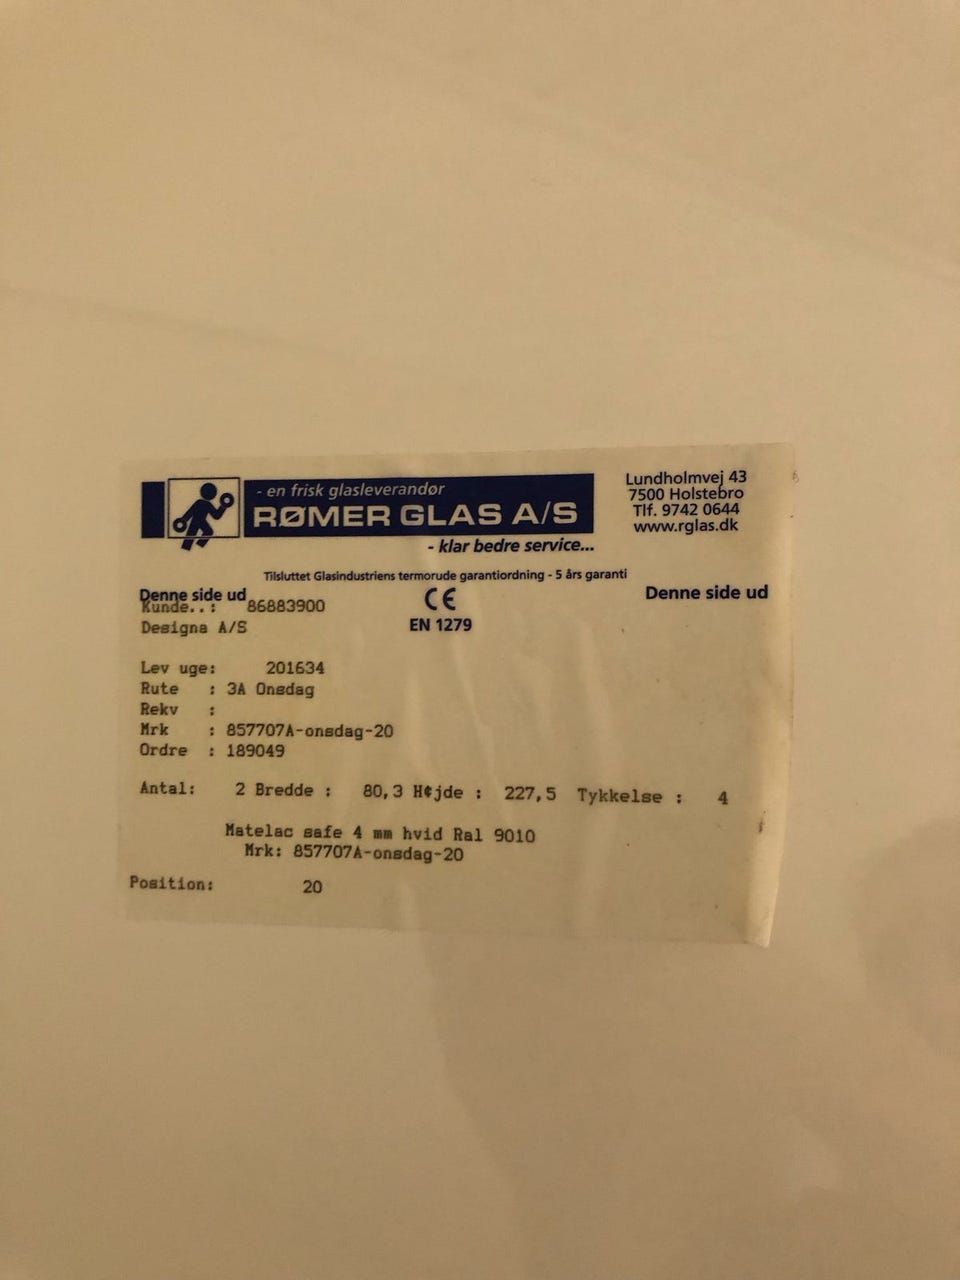 - en frisk glasleverandør
RØMER GLAS A/S
- klar bedre service...
Lundholmvej 43
7500 Holstebro
Tlf. 9742 0644
www.rglas.dk
Tilsluttet Glasindustriens termorude garantiordning - 5 års garanti
Denne side ud
CE
Denne side ud
Kunde..: 86883900
EN 1279
Designa A/S
Lev uge: 201634
Rute : 3A Onsdag
Rekv :
Mrk : 857707A-onsdag-20
Ordre : 189049
Antal: 2 Bredde : 80,3 H¢jde : 227,5 Tykkelse : 4
Matelac safe 4 mm hvid Ral 9010
Mrk: 857707A-onsdag-20
Position: 20